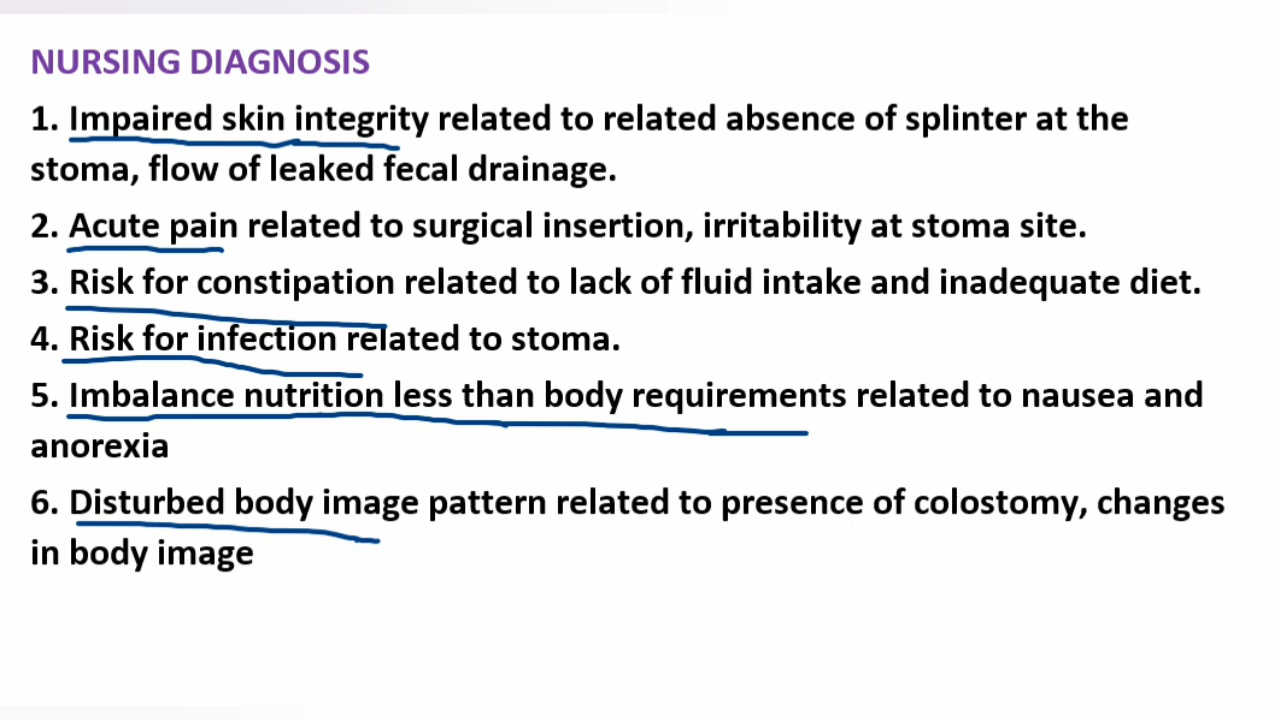 NURSING DIAGNOSIS
1. Impaired skin integrity related to related absence of splinter at the
stoma, flow of leaked fecal drainage.
2. Acute pain related to surgical insertion, irritability at stoma site.
3. Risk for constipation related to lack of fluid intake and inadequate diet.
4. Risk for infection related to stoma.
5. Imbalance nutrition less than body requirements related to nausea and
anorexia
6. Disturbed body image pattern related to presence of colostomy, changes
in body image